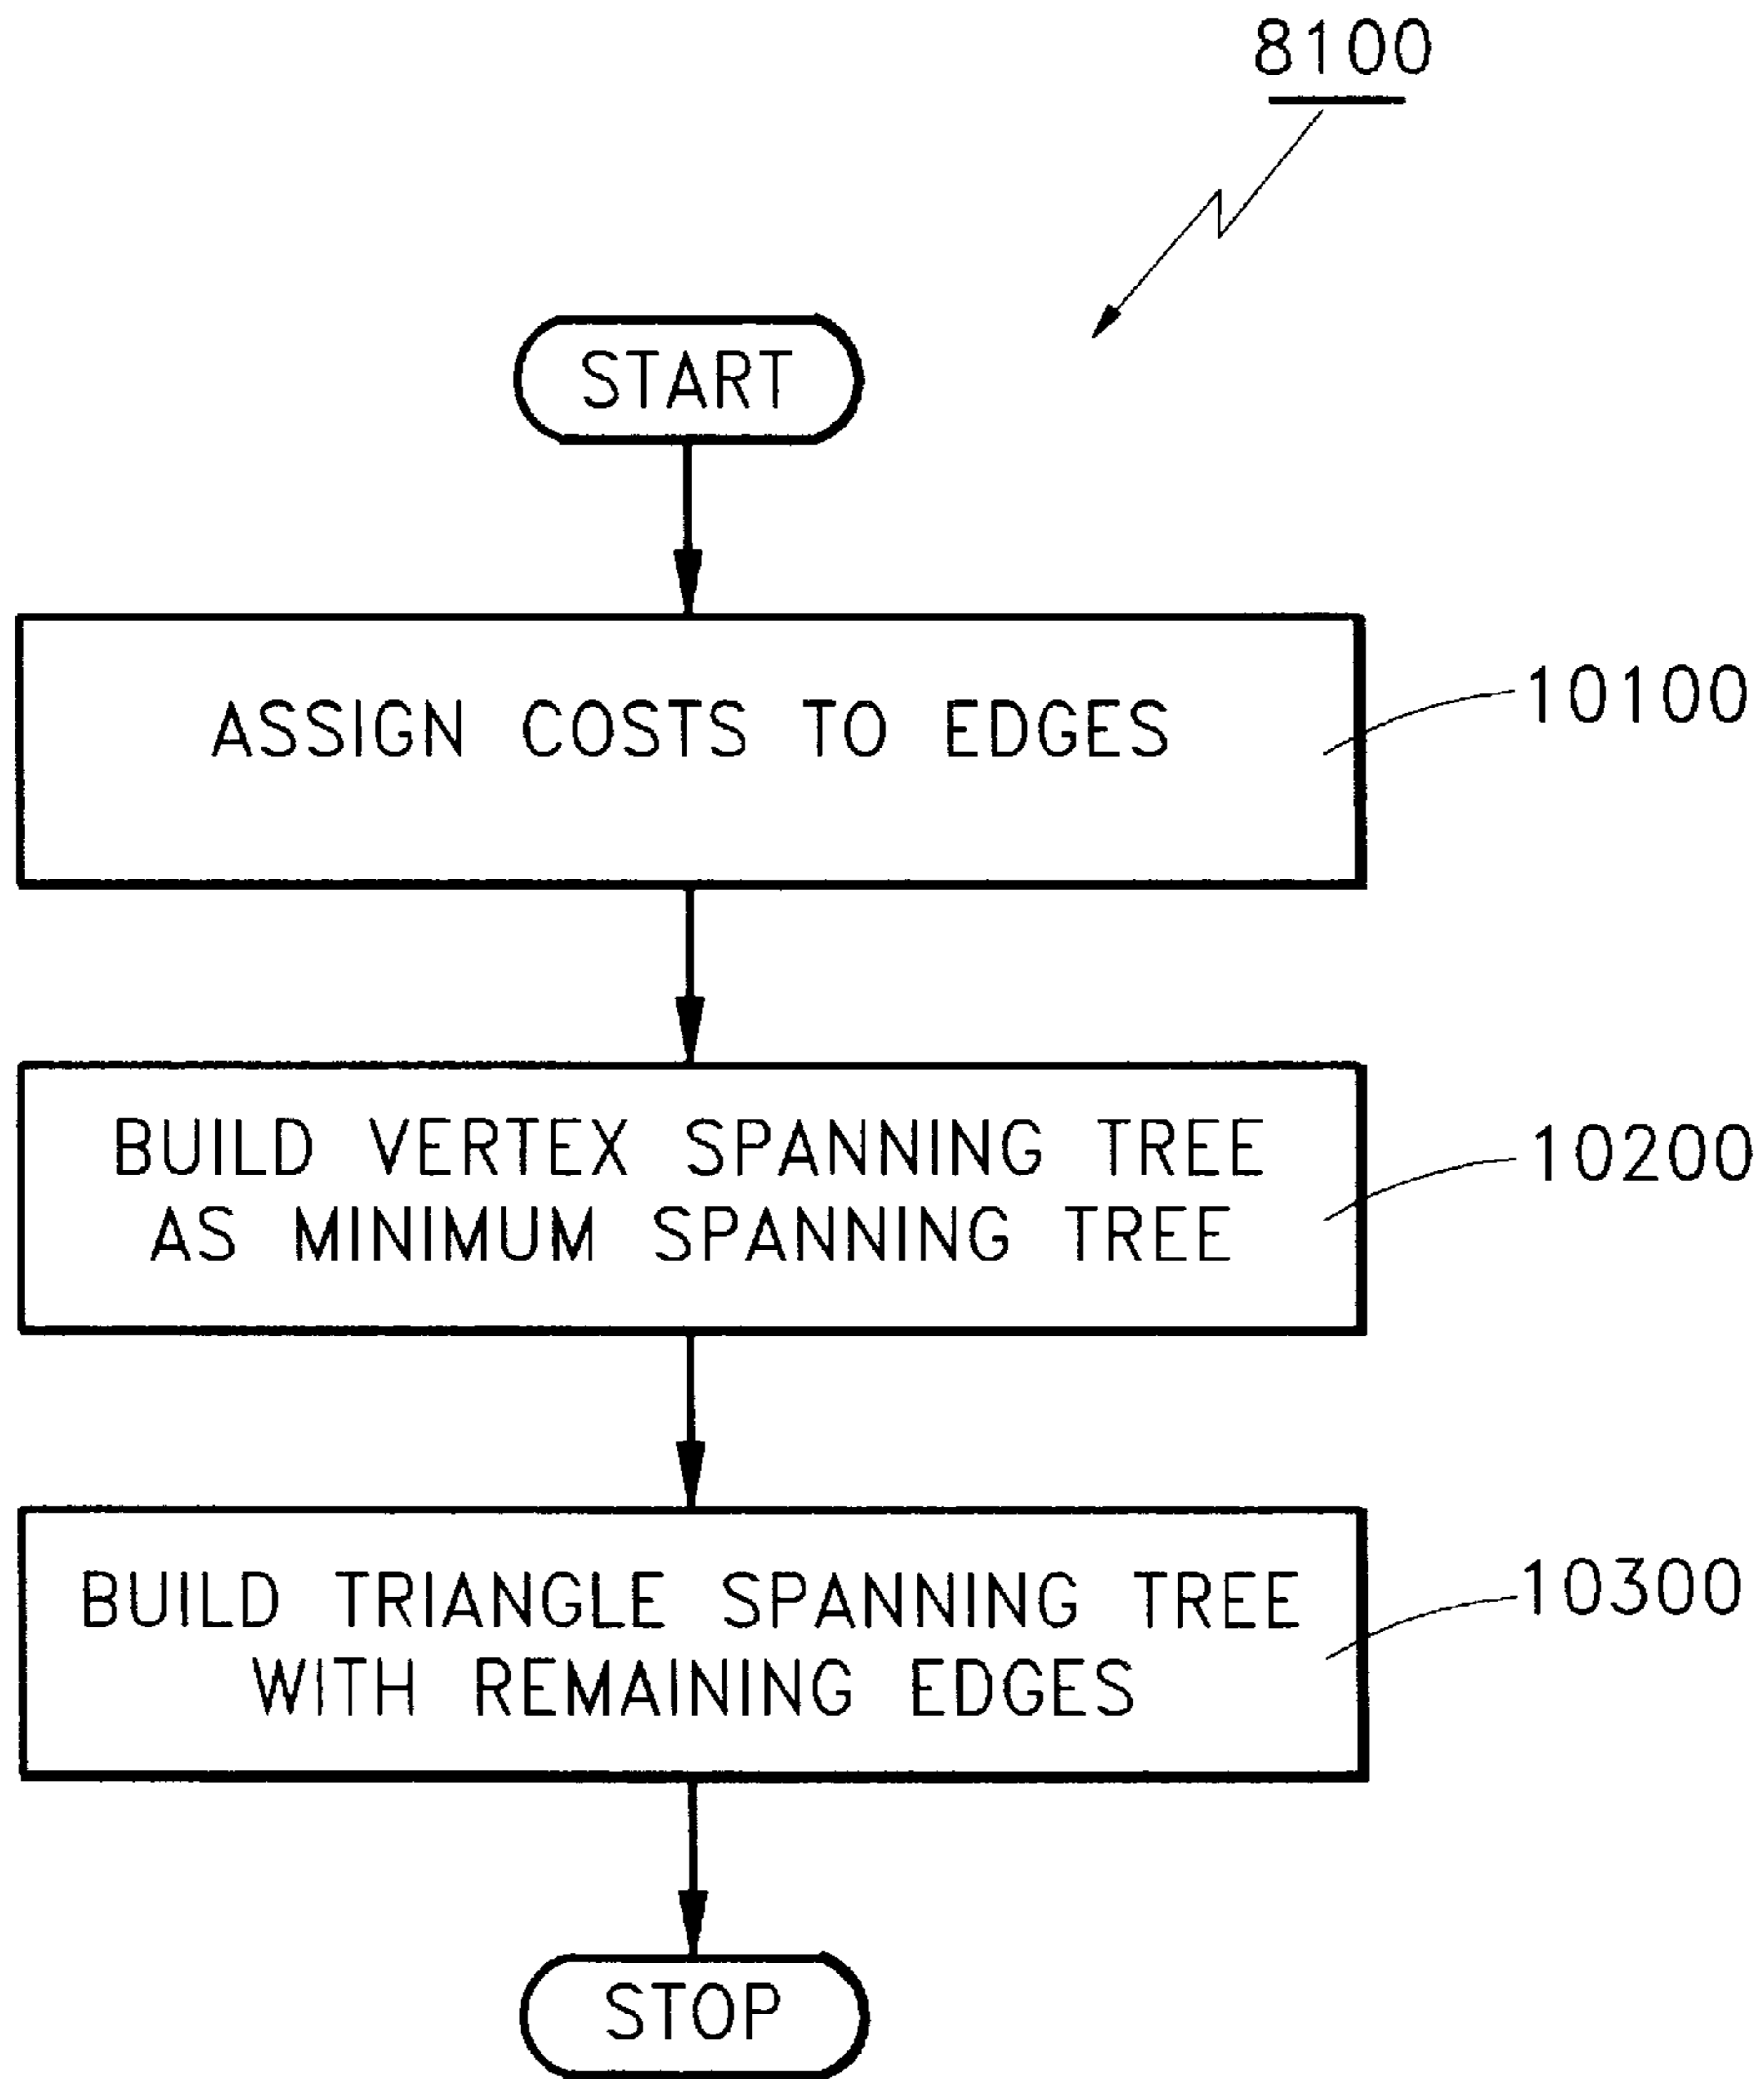 8100
START
ASSIGN COSTS TO EDGES
10100
BUILD VERTEX SPANNING TREE
AS MINIMUM SPANNING TREE
10200
BUILD TRIANGLE SPANNING TREE
WITH REMAINING EDGES
10300
STOP